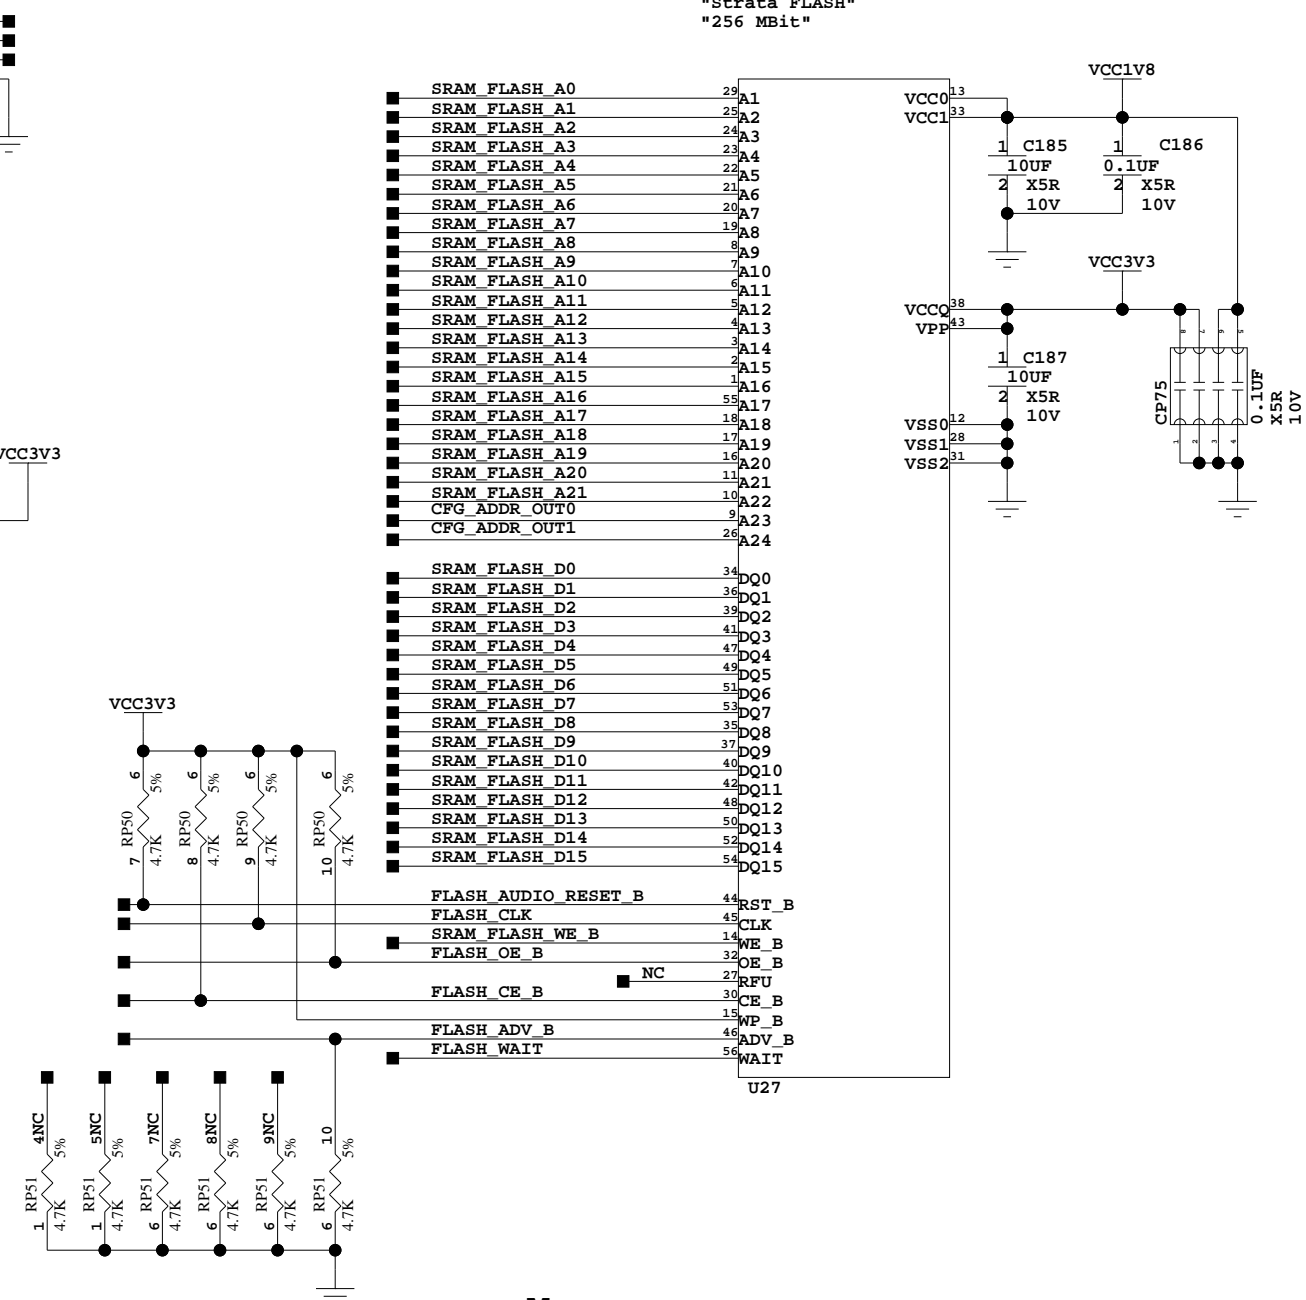 "Strata FLASH"
"256 MBit"
VCC1V8
SRAM_FLASH_A0 29 A1
SRAM_FLASH_A1 25 A2
SRAM_FLASH_A2 24 A3
SRAM_FLASH_A3 23 A4
SRAM_FLASH_A4 22 A5
SRAM_FLASH_A5 21 A6
SRAM_FLASH_A6 20 A7
SRAM_FLASH_A7 19 A8
SRAM_FLASH_A8 8 A9
SRAM_FLASH_A9 7 A10
SRAM_FLASH_A10 6 A11
SRAM_FLASH_A11 5 A12
SRAM_FLASH_A12 4 A13
SRAM_FLASH_A13 3 A14
SRAM_FLASH_A14 2 A15
SRAM_FLASH_A15 1 A16
SRAM_FLASH_A16 55 A17
SRAM_FLASH_A17 18 A18
SRAM_FLASH_A18 17 A19
SRAM_FLASH_A19 16 A20
SRAM_FLASH_A20 11 A21
SRAM_FLASH_A21 10 A22
CFG_ADDR_OUT0 9 A23
CFG_ADDR_OUT1 26 A24
SRAM_FLASH_D0 34 DQ0
SRAM_FLASH_D1 36 DQ1
SRAM_FLASH_D2 39 DQ2
SRAM_FLASH_D3 41 DQ3
SRAM_FLASH_D4 47 DQ4
SRAM_FLASH_D5 49 DQ5
SRAM_FLASH_D6 51 DQ6
SRAM_FLASH_D7 53 DQ7
SRAM_FLASH_D8 35 DQ8
SRAM_FLASH_D9 37 DQ9
SRAM_FLASH_D10 40 DQ10
SRAM_FLASH_D11 42 DQ11
SRAM_FLASH_D12 48 DQ12
SRAM_FLASH_D13 50 DQ13
SRAM_FLASH_D14 52 DQ14
SRAM_FLASH_D15 54 DQ15
FLASH_AUDIO_RESET_B 44 RST_B
FLASH_CLK 45 CLK
SRAM_FLASH_WE_B 14 WE_B
FLASH_OE_B 32 OE_B
NC 27 RFU
FLASH_CE_B 30 CE_B
15 WP_B
FLASH_ADV_B 46 ADV_B
FLASH_WAIT 56 WAIT
U27
VCC0 13
VCC1 33
1 C185
10UF
2 X5R
10V
1 C186
0.1UF
2 X5R
10V
VCC3V3
VCCQ 38
VPP 43
1 C187
10UF
2 X5R
10V
VSS0 12
VSS1 28
VSS2 31
8 7 6 5
CP75
0.1UF
X5R
10V
1 2 3 4
VCC3V3
VCC3V3
6 5% RP50 4.7K 7
6 5% RP50 4.7K 8
6 5% RP50 4.7K 9
6 5% RP50 4.7K 10
4NC 5% RP51 4.7K 1
5NC 5% RP51 4.7K 1
7NC 5% RP51 4.7K 6
8NC 5% RP51 4.7K 6
9NC 5% RP51 4.7K 6
10 5% RP51 4.7K 6